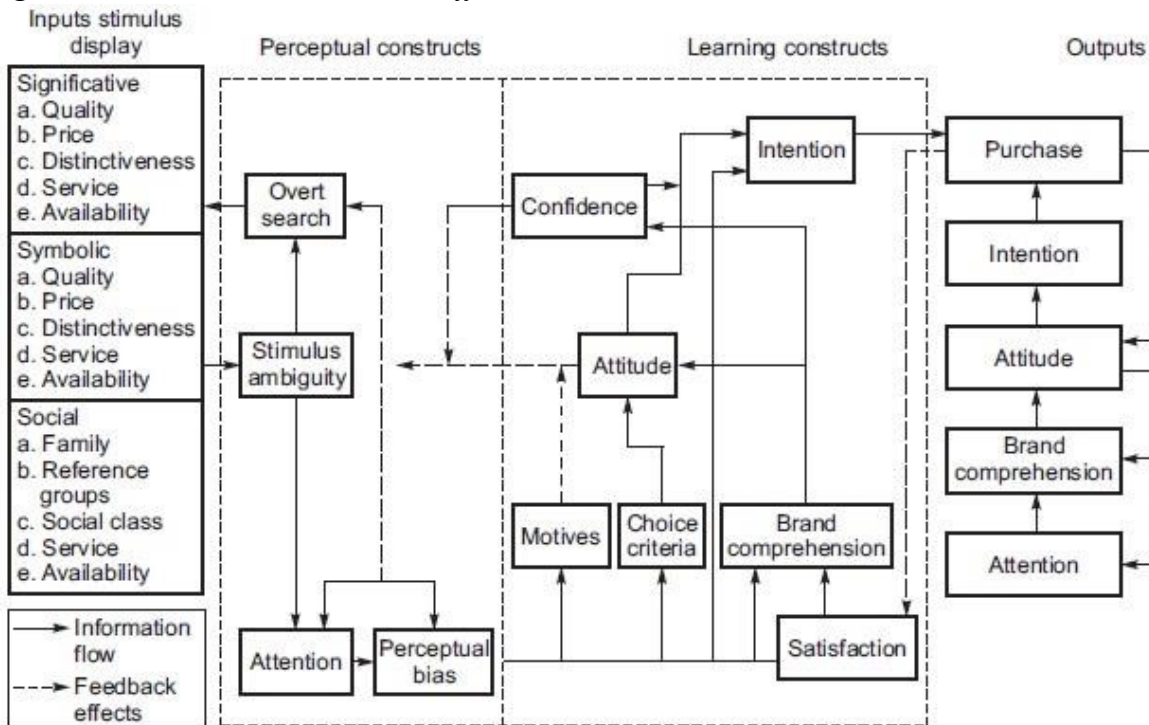 Inputs stimulus
display
Perceptual constructs
Learning constructs
Outputs
Significative
a. Quality
b. Price
c. Distinctiveness
d. Service
e. Availability
Symbolic
a. Quality
b. Price
c. Distinctiveness
d. Service
e. Availability
Social
a. Family
b. Reference
groups
c. Social class
d. Service
e. Availability
Information
flow
Feedback
effects
Overt
search
Stimulus
ambiguity
Attention
Perceptual
bias
Confidence
Intention
Attitude
Motives
Choice
criteria
Brand
comprehension
Satisfaction
Purchase
Intention
Attitude
Brand
comprehension
Attention